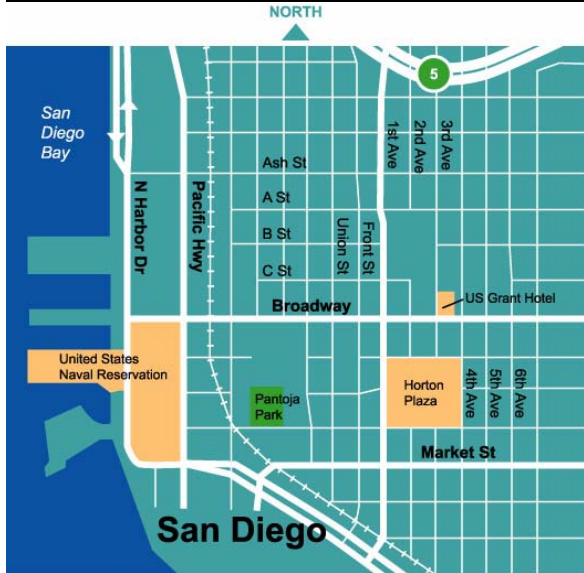 NORTH
5
San
Diego
Bay
1st Ave
2nd Ave
3rd Ave
Ash St
N Harbor Dr
Pacific Hwy
A St
B St
Union St
Front St
C St
US Grant Hotel
Broadway
United States
Naval Reservation
Pantoja
Park
Horton
Plaza
4th Ave
5th Ave
6th Ave
Market St
San Diego